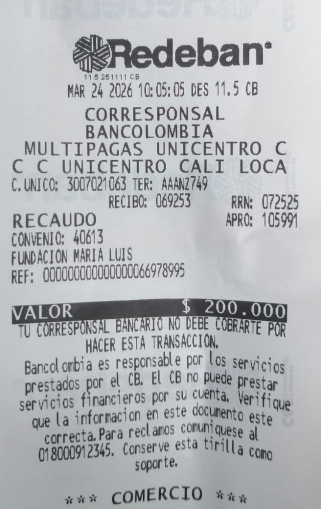 Redeban
11.5 251111 CB
MAR 24 2026 10:05:05 DES 11.5 CB
CORRESPONSAL
BANCOLOMBIA
MULTIPAGAS UNICENTRO C
C C UNICENTRO CALI LOCA
C.UNICO: 3007021063 TER: AAANZ749
RECIBO: 069253 RRN: 072525
RECAUDO APRO: 105991
CONVENIO: 40613
FUNDACION MARIA LUIS
REF: 00000000000000066978995
VALOR $ 200.000
TU CORRESPONSAL BANCARIO NO DEBE COBRARTE POR
HACER ESTA TRANSACCION.
Bancolombia es responsable por los servicios
prestados por el CB. El CB no puede prestar
servicios financieros por su cuenta. Verifique
que la informacion en este documento este
correcta. Para reclamos comuniquese al
018000912345. Conserve esta tirilla como
soporte.
*** COMERCIO ***